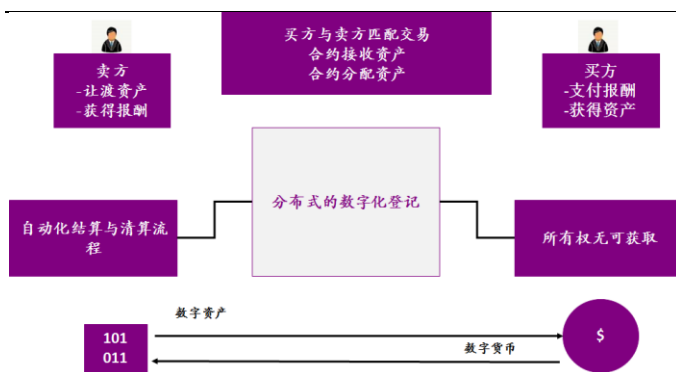 买方与卖方匹配交易
合约接收资产
合约分配资产
卖方
-让渡资产
-获得报酬
买方
-支付报酬
-获得资产
分布式的数字化登记
自动化结算与清算流
程
所有权无可获取
数字资产
101
011
$
数字货币